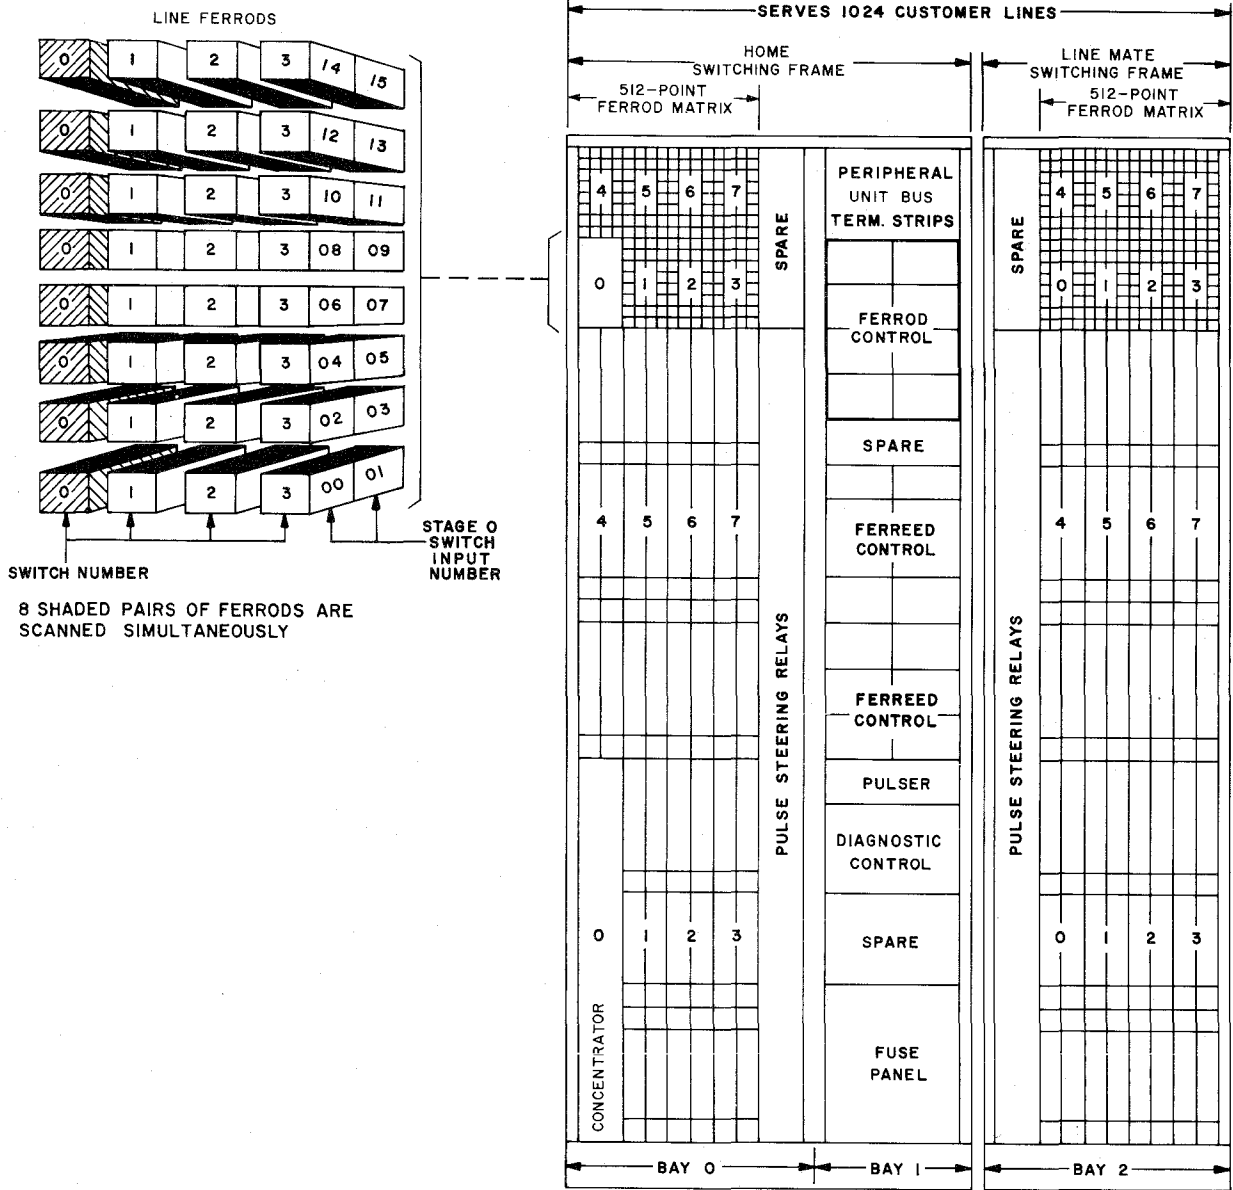 LINE FERRODS
0 1 2 3 14 15
0 1 2 3 12 13
0 1 2 3 10 11
0 1 2 3 08 09
0 1 2 3 06 07
0 1 2 3 04 05
0 1 2 3 02 03
0 1 2 3 00 01
SWITCH NUMBER
STAGE 0
SWITCH
INPUT
NUMBER
8 SHADED PAIRS OF FERRODS ARE
SCANNED SIMULTANEOUSLY
SERVES 1024 CUSTOMER LINES
HOME
SWITCHING FRAME
512-POINT
FERROD MATRIX
LINE MATE
SWITCHING FRAME
512-POINT
FERROD MATRIX
4 5 6 7
0 1 2 3
SPARE
4 5 6 7
0 1 2 3
CONCENTRATOR
PULSE STEERING RELAYS
PERIPHERAL
UNIT BUS
TERM. STRIPS
FERROD
CONTROL
SPARE
FERREED
CONTROL
FERREED
CONTROL
PULSER
DIAGNOSTIC
CONTROL
SPARE
FUSE
PANEL
SPARE
PULSE STEERING RELAYS
4 5 6 7
0 1 2 3
4 5 6 7
0 1 2 3
BAY 0
BAY 1
BAY 2